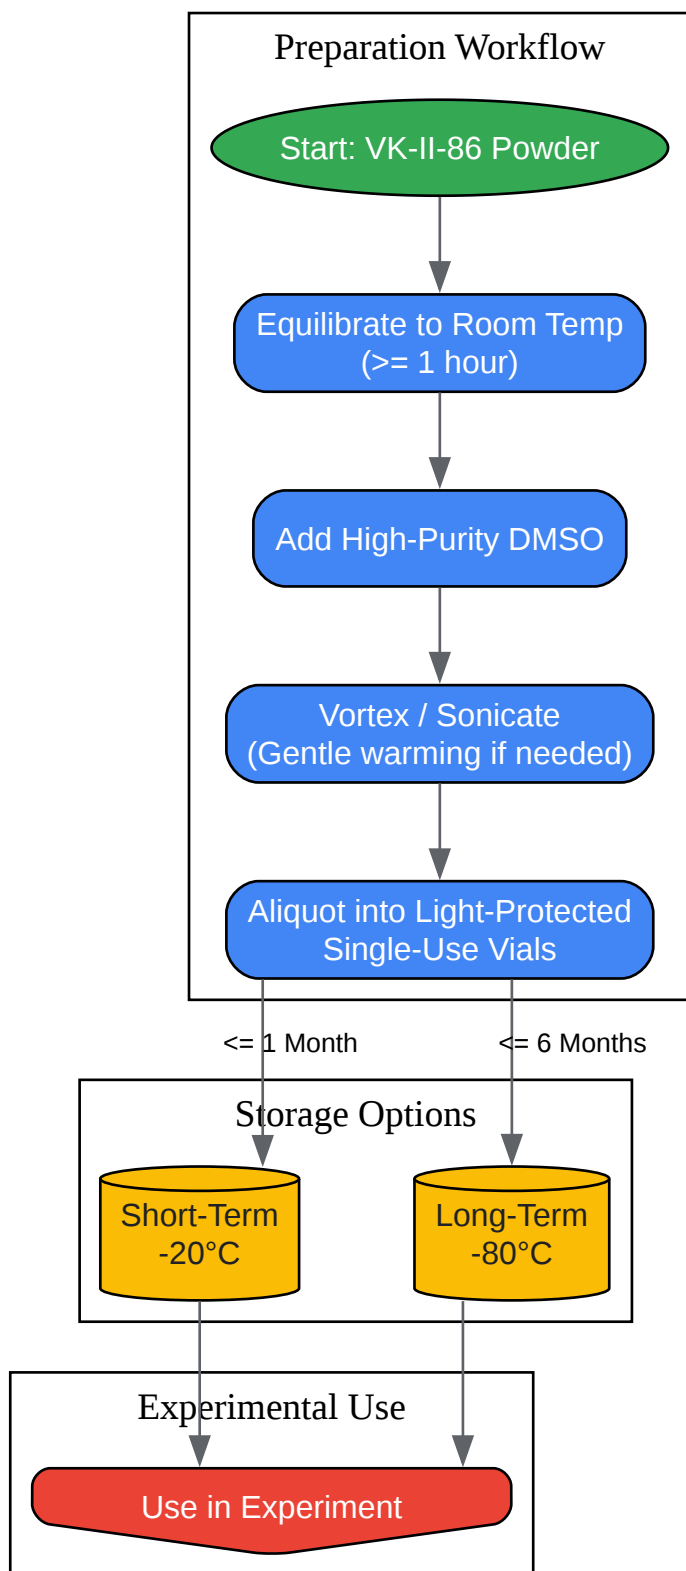 Preparation Workflow
Start: VK-II-86 Powder
Equilibrate to Room Temp
(>= 1 hour)
Add High-Purity DMSO
Vortex / Sonicate
(Gentle warming if needed)
Aliquot into Light-Protected
Single-Use Vials
<= 1 Month
<= 6 Months
Storage Options
Short-Term
-20°C
Long-Term
-80°C
Experimental Use
Use in Experiment